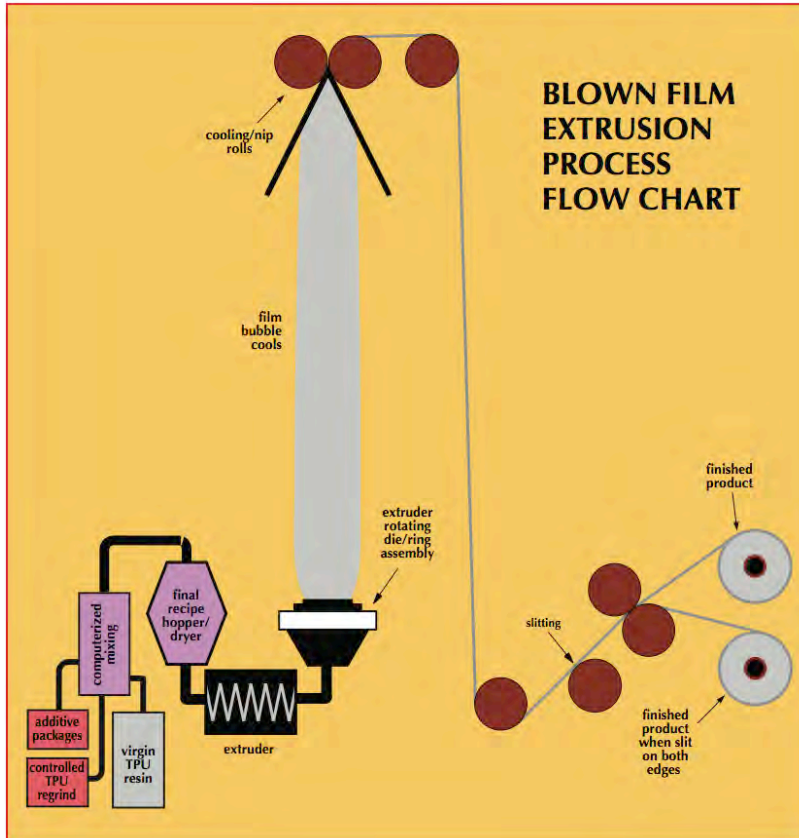 BLOWN FILM
EXTRUSION
PROCESS
FLOW CHART
cooling/nip
rolls
film
bubble
cools
extruder
rotating
die/ring
assembly
finished
product
final
recipe
hopper/
dryer
computerized
mixing
slitting
additive
packages
controlled
TPU
regrind
virgin
TPU
resin
extruder
finished
product
when slit
on both
edges